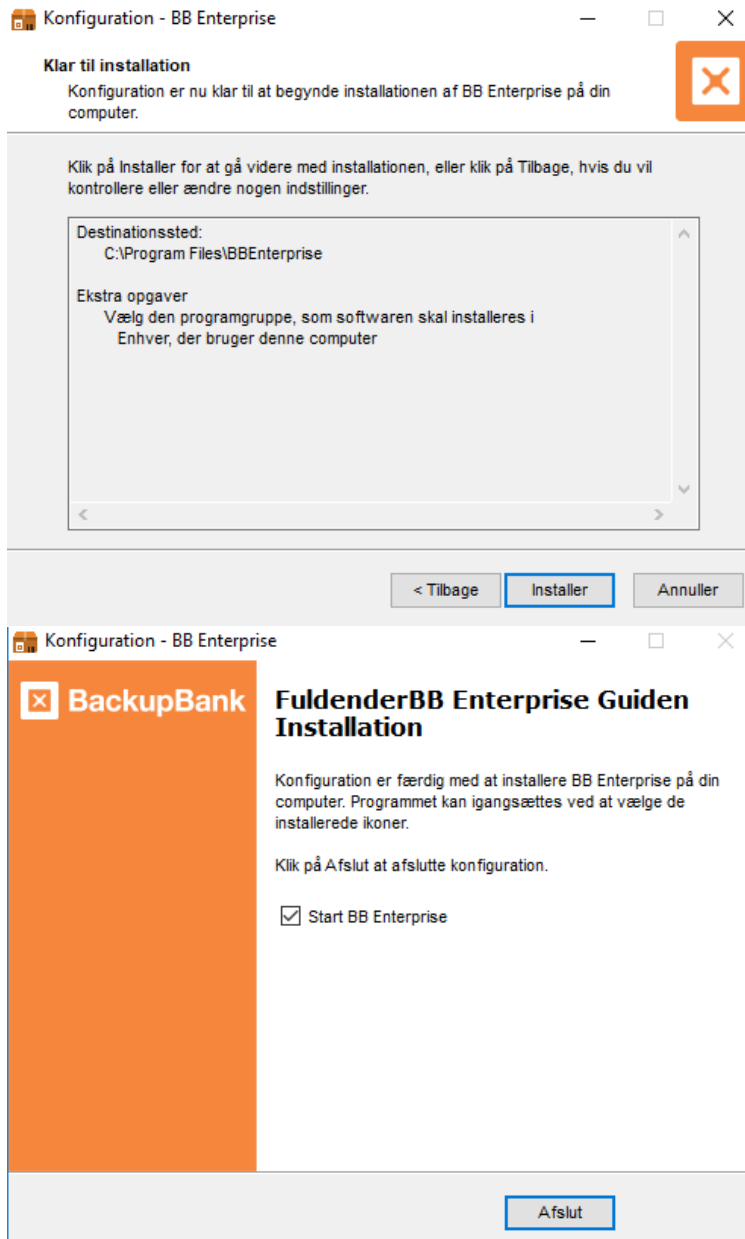 Konfiguration - BB Enterprise
Klar til installation
Konfiguration er nu klar til at begynde installationen af BB Enterprise på din
computer.
Klik på Installer for at gå videre med installationen, eller klik på Tilbage, hvis du vil
kontrollere eller ændre nogen indstillinger.
Destinationssted:
C:\Program Files\BBEnterprise
Ekstra opgaver
Vælg den programgruppe, som softwaren skal installeres i
Enhver, der bruger denne computer
< Tilbage
Installer
Annuller
Konfiguration - BB Enterprise
BackupBank
FuldenderBB Enterprise Guiden
Installation
Konfiguration er færdig med at installere BB Enterprise på din
computer. Programmet kan igangsættes ved at vælge de
installerede ikoner.
Klik på Afslut at afslutte konfiguration.
Start BB Enterprise
Afslut